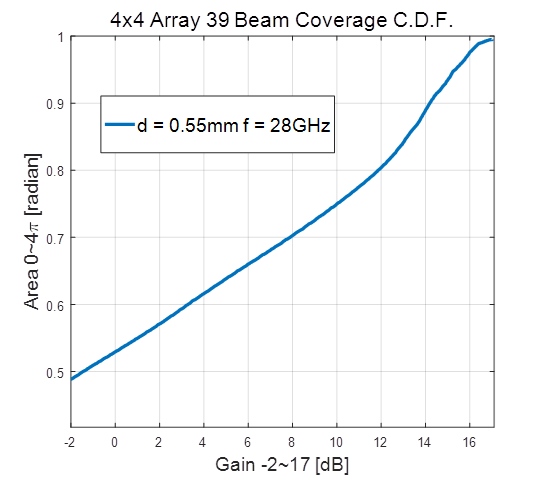 4x4 Array 39 Beam Coverage C.D.F.
1
0.9
0.8
0.7
0.6
0.5
Area 0~4π [radian]
d = 0.55mm f = 28GHz
-2 0 2 4 6 8 10 12 14 16
Gain -2~17 [dB]